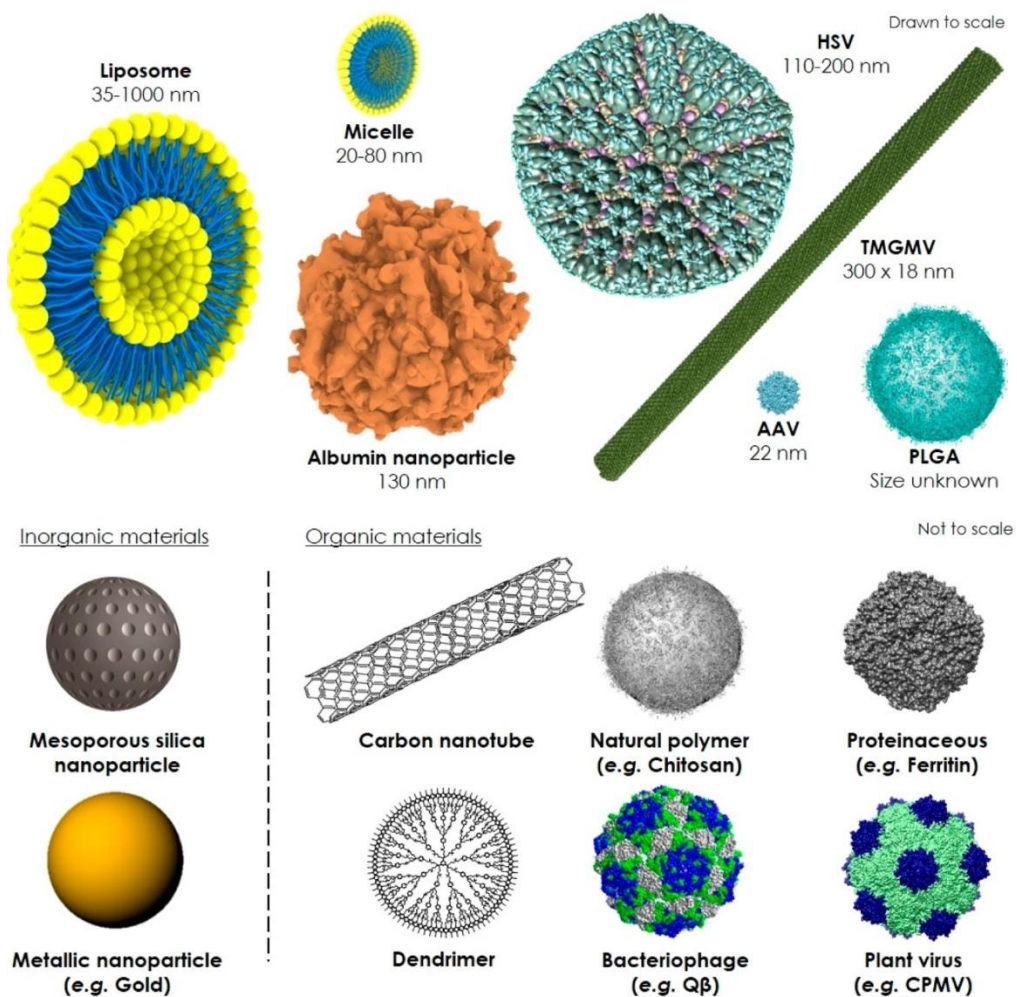 Drawn to scale
Liposome
35-1000 nm
Micelle
20-80 nm
HSV
110-200 nm
TMGMV
300 x 18 nm
Albumin nanoparticle
130 nm
AAV
22 nm
PLGA
Size unknown
Inorganic materials
Organic materials
Not to scale
Mesoporous silica
nanoparticle
Carbon nanotube
Natural polymer
(e.g. Chitosan)
Proteinaceous
(e.g. Ferritin)
Metallic nanoparticle
(e.g. Gold)
Dendrimer
Bacteriophage
(e.g. Qβ)
Plant virus
(e.g. CPMV)